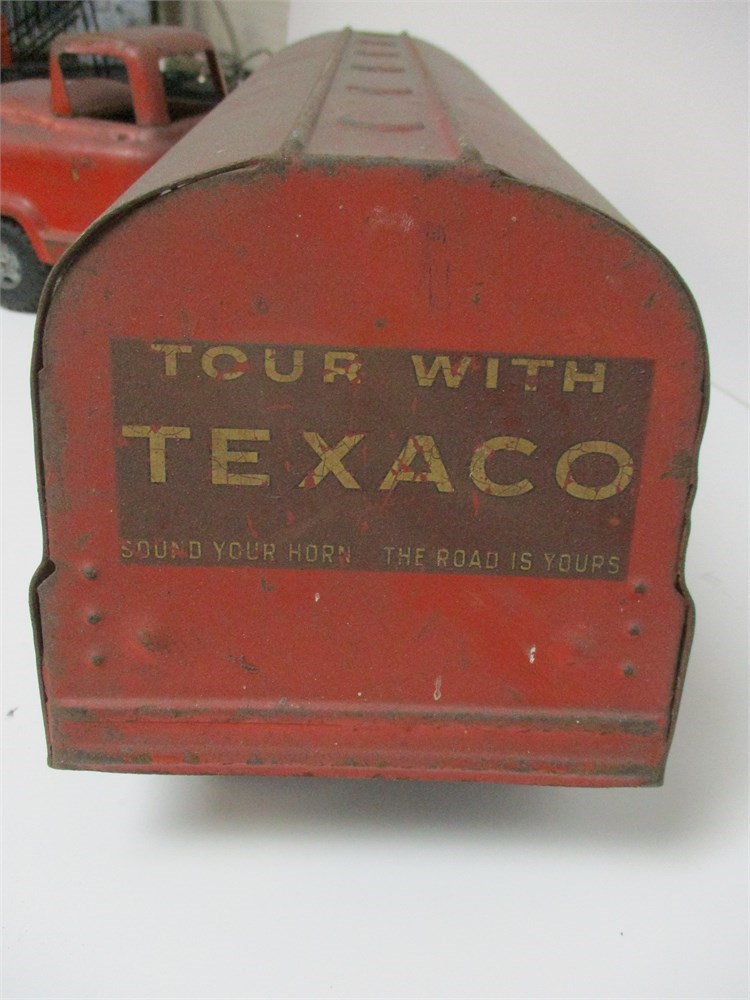 TOUR WITH
TEXACO
SOUND YOUR HORN THE ROAD IS YOURS